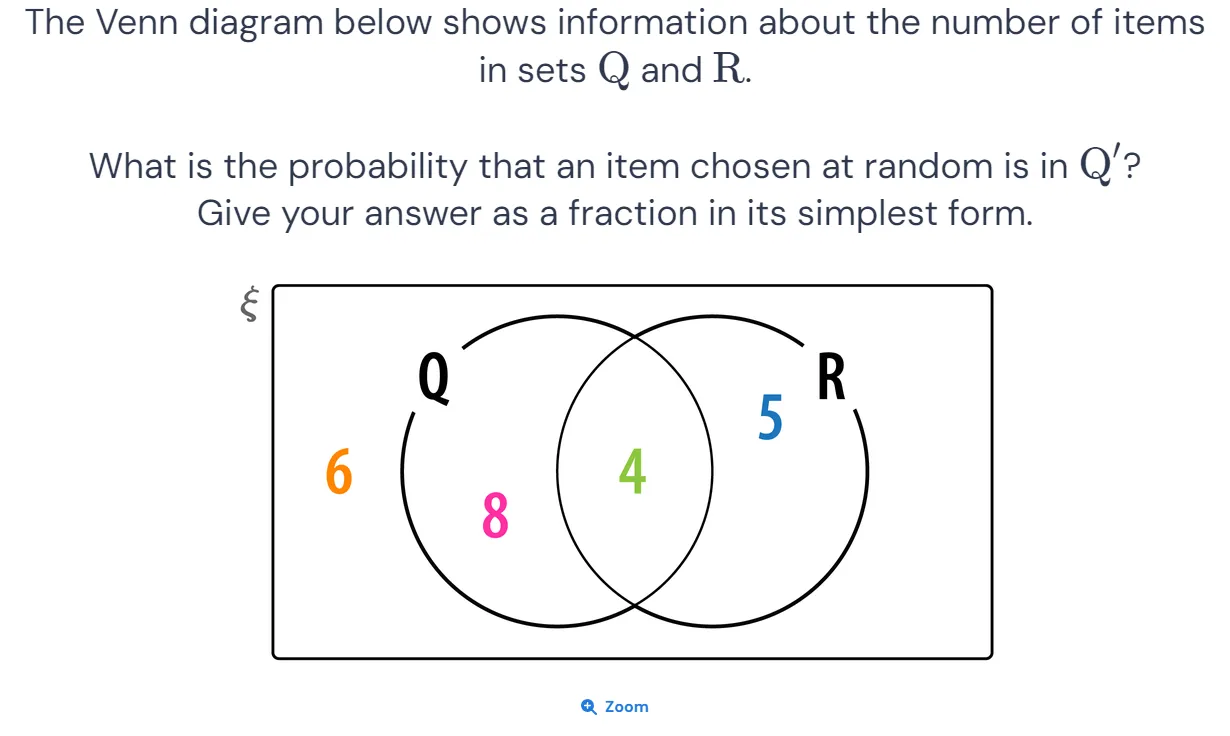 The Venn diagram below shows information about the number of items
in sets Q and R.
What is the probability that an item chosen at random is in Q′?
Give your answer as a fraction in its simplest form.
ξ
Q
R
5
6
4
8
Zoom